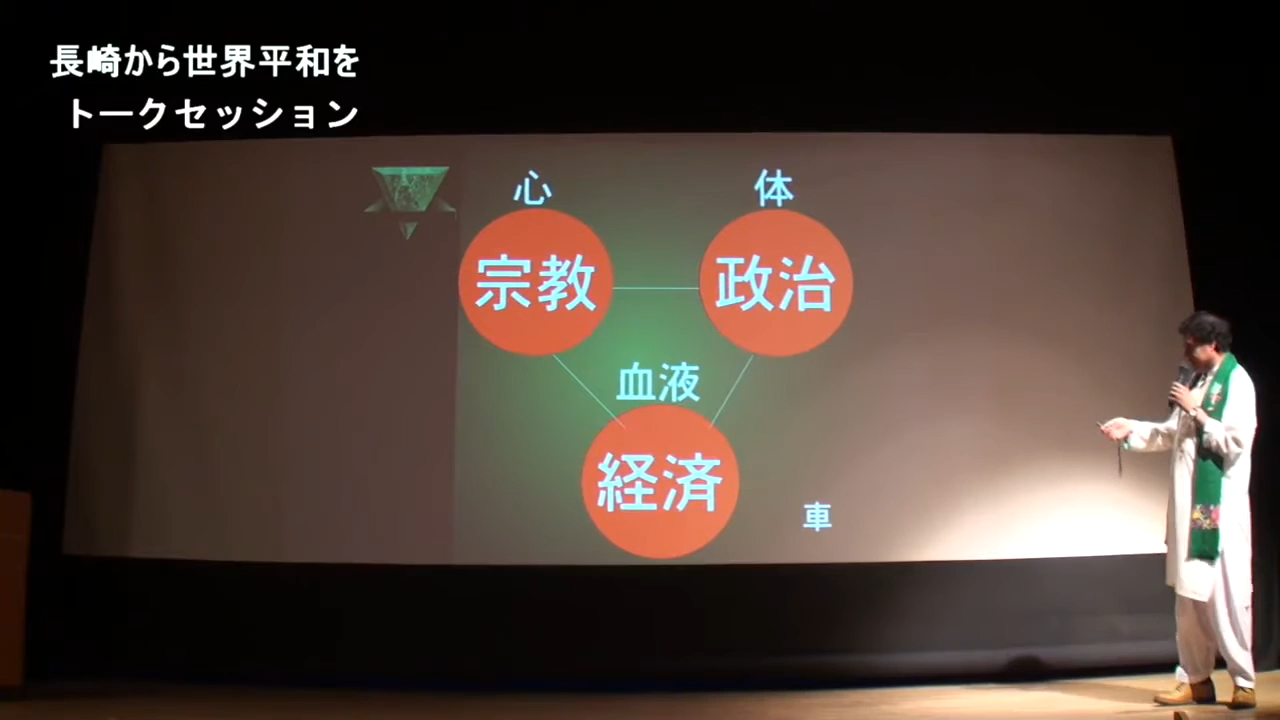 長崎から世界平和を
トークセッション
心
体
宗教
政治
血液
経済
車